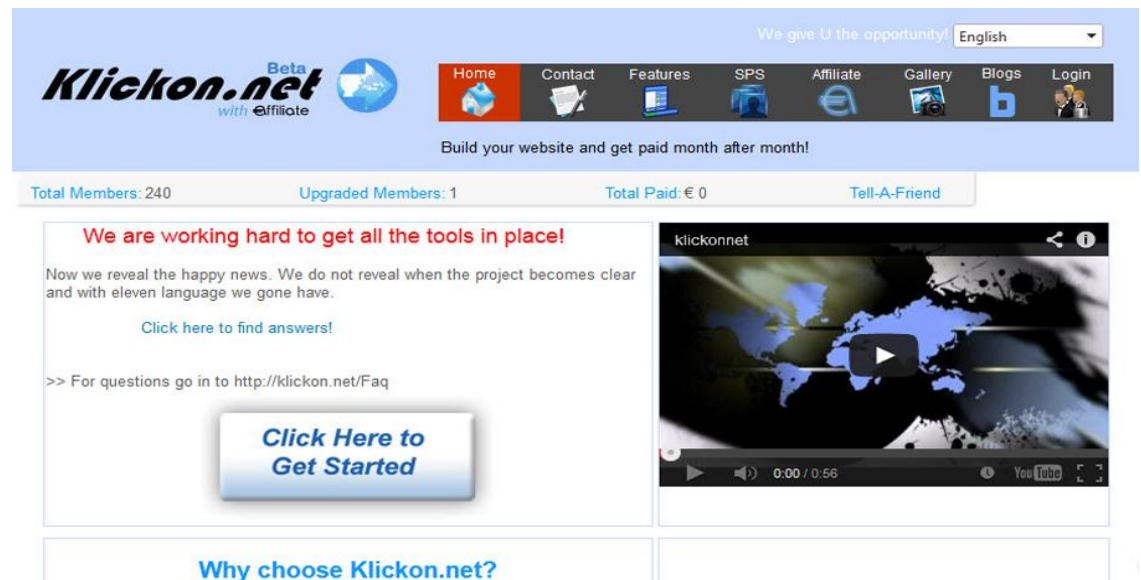 We give U the opportunity! English
Klickon.net
Beta
with effiliate
Home Contact Features SPS Affiliate Gallery Blogs Login
Build your website and get paid month after month!
Total Members: 240 Upgraded Members: 1 Total Paid: € 0 Tell-A-Friend
We are working hard to get all the tools in place!
Now we reveal the happy news. We do not reveal when the project becomes clear
and with eleven language we gone have.
Click here to find answers!
>> For questions go in to http://klickon.net/Faq
Click Here to
Get Started
klickonnet
0:00 / 0:56 YouTube
Why choose Klickon.net?